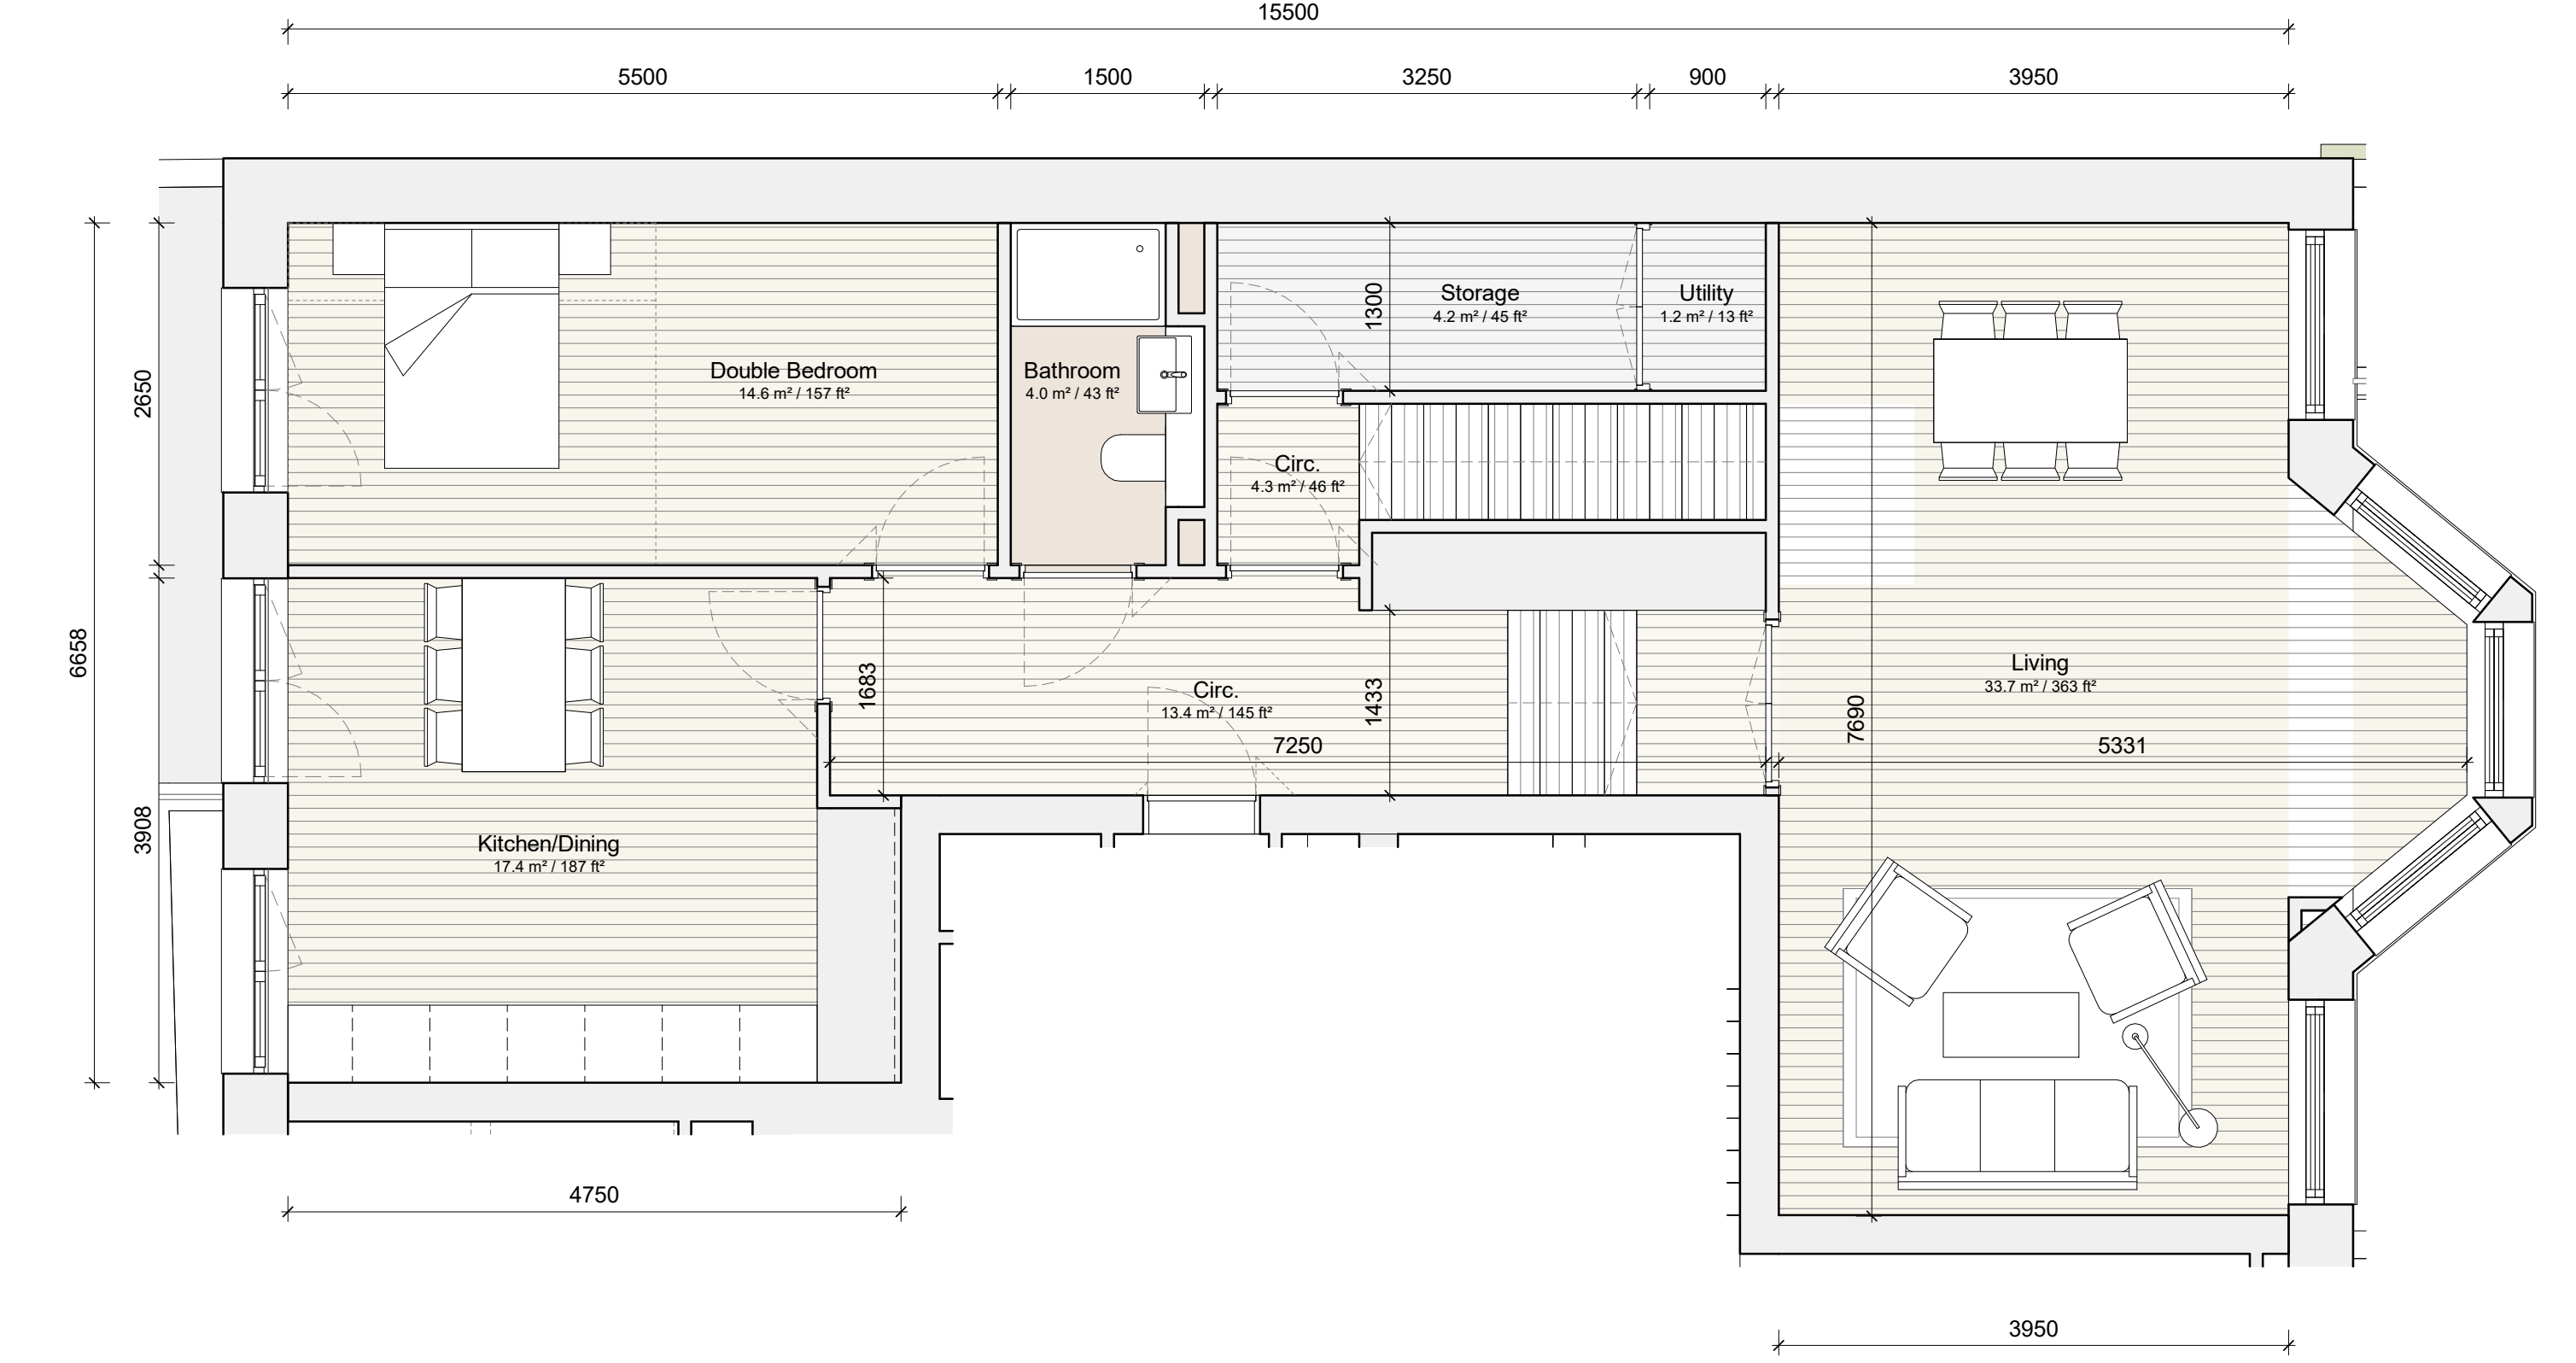 15500
5500
1500
3250
900
3950
2650
6658
3908
Double Bedroom
14.6 m² / 157 ft²
Bathroom
4.0 m² / 43 ft²
1300
Storage
4.2 m² / 45 ft²
Utility
1.2 m² / 13 ft²
Circ.
4.3 m² / 46 ft²
1683
Circ.
13.4 m² / 145 ft²
1433
7250
Living
33.7 m² / 363 ft²
7690
5331
Kitchen/Dining
17.4 m² / 187 ft²
4750
3950